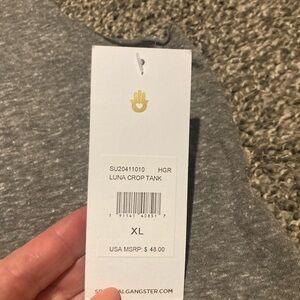 SU20411010 HGR
LUNA CROP TANK
XL
USA MSRP: $ 48.00